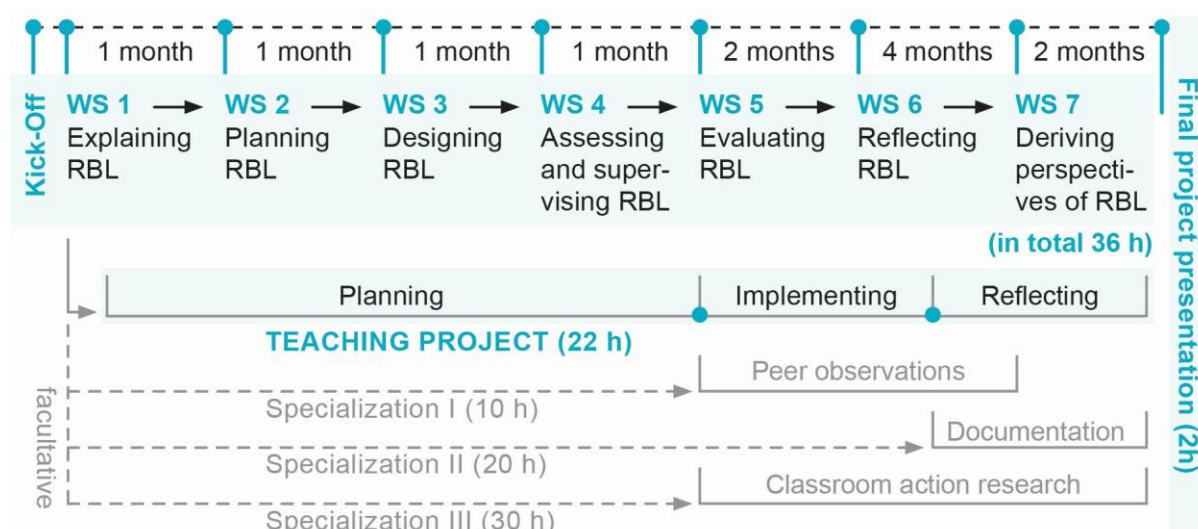 1 month 1 month 1 month 1 month 2 months 4 months 2 months
Kick-Off
WS 1 WS 2 WS 3 WS 4 WS 5 WS 6 WS 7
Explaining
RBL
Planning
RBL
Designing
RBL
Assessing
and super-
vising RBL
Evaluating
RBL
Reflecting
RBL
Deriving
perspecti-
ves of RBL
(in total 36 h)
Final project presentation (2h)
Planning Implementing Reflecting
TEACHING PROJECT (22 h)
facultative
Peer observations
Specialization I (10 h)
Documentation
Specialization II (20 h)
Classroom action research
Specialization III (30 h)